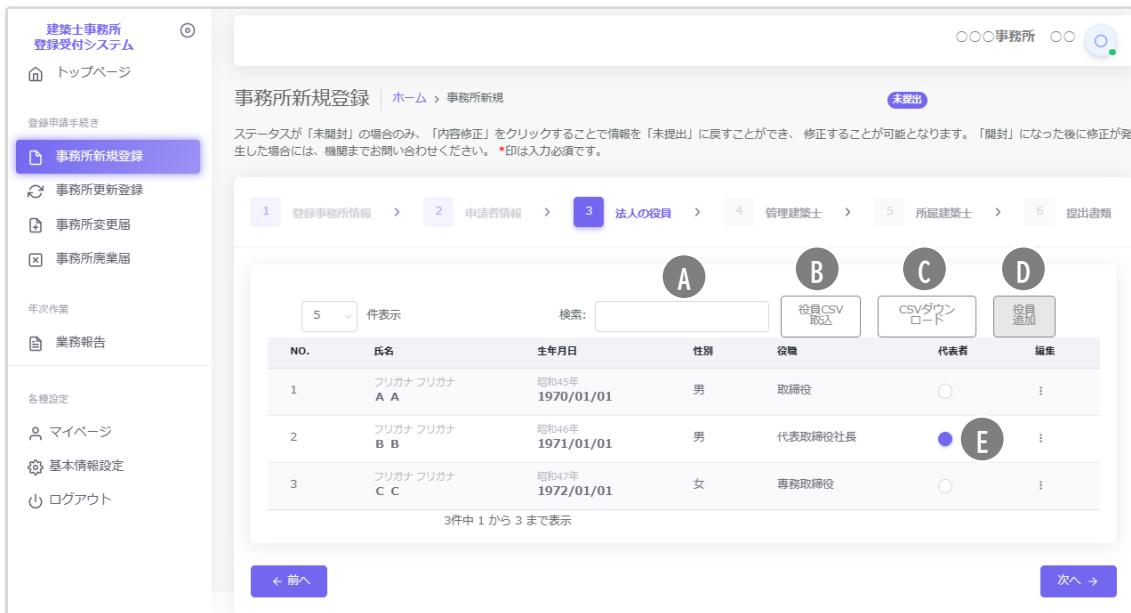 建築士事務所
登録受付システム
トップページ
登録申請手続き
事務所新規登録
事務所更新登録
事務所変更届
事務所廃業届
年次作業
業務報告
各種設定
マイページ
基本情報設定
ログアウト
○○○事務所 ○○ ○
事務所新規登録 ホーム > 事務所新規 未提出
ステータスが「未開封」の場合のみ、「内容修正」をクリックすることで情報を「未提出」に戻すことができ、 修正することが可能となります。「開封」になった後に修正が発
生した場合には、機関までお問い合わせください。 *印は入力必須です。
1 登録事務所情報 > 2 申請者情報 > 3 法人の役員 > 4 管理建築士 > 5 所属建築士 > 6 提出書類
A B C D
5 件表示 検索: 役員CSV
取込 CSVダウン
ロード 役員
追加
NO. 氏名 生年月日 性別 役職 代表者 編集
フリガナ フリガナ 昭和45年
1 A A 1970/01/01 男 取締役
フリガナ フリガナ 昭和46年
2 B B 1971/01/01 男 代表取締役社長 E
フリガナ フリガナ 昭和47年
3 C C 1972/01/01 女 専務取締役
3件中 1 から 3 まで表示
← 前へ 次へ →